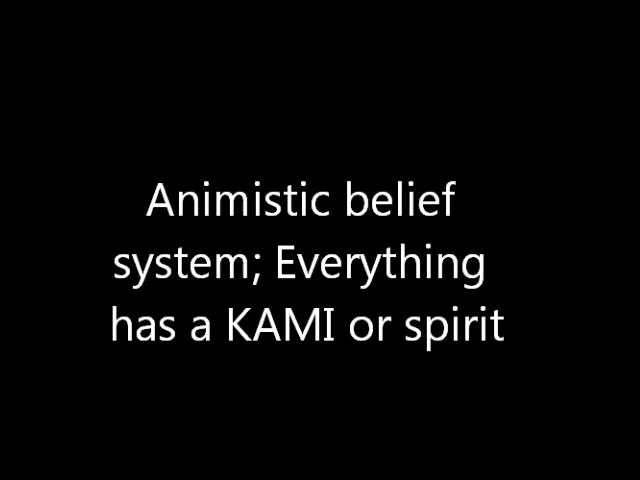 Animistic belief
system; Everything
has a KAMI or spirit